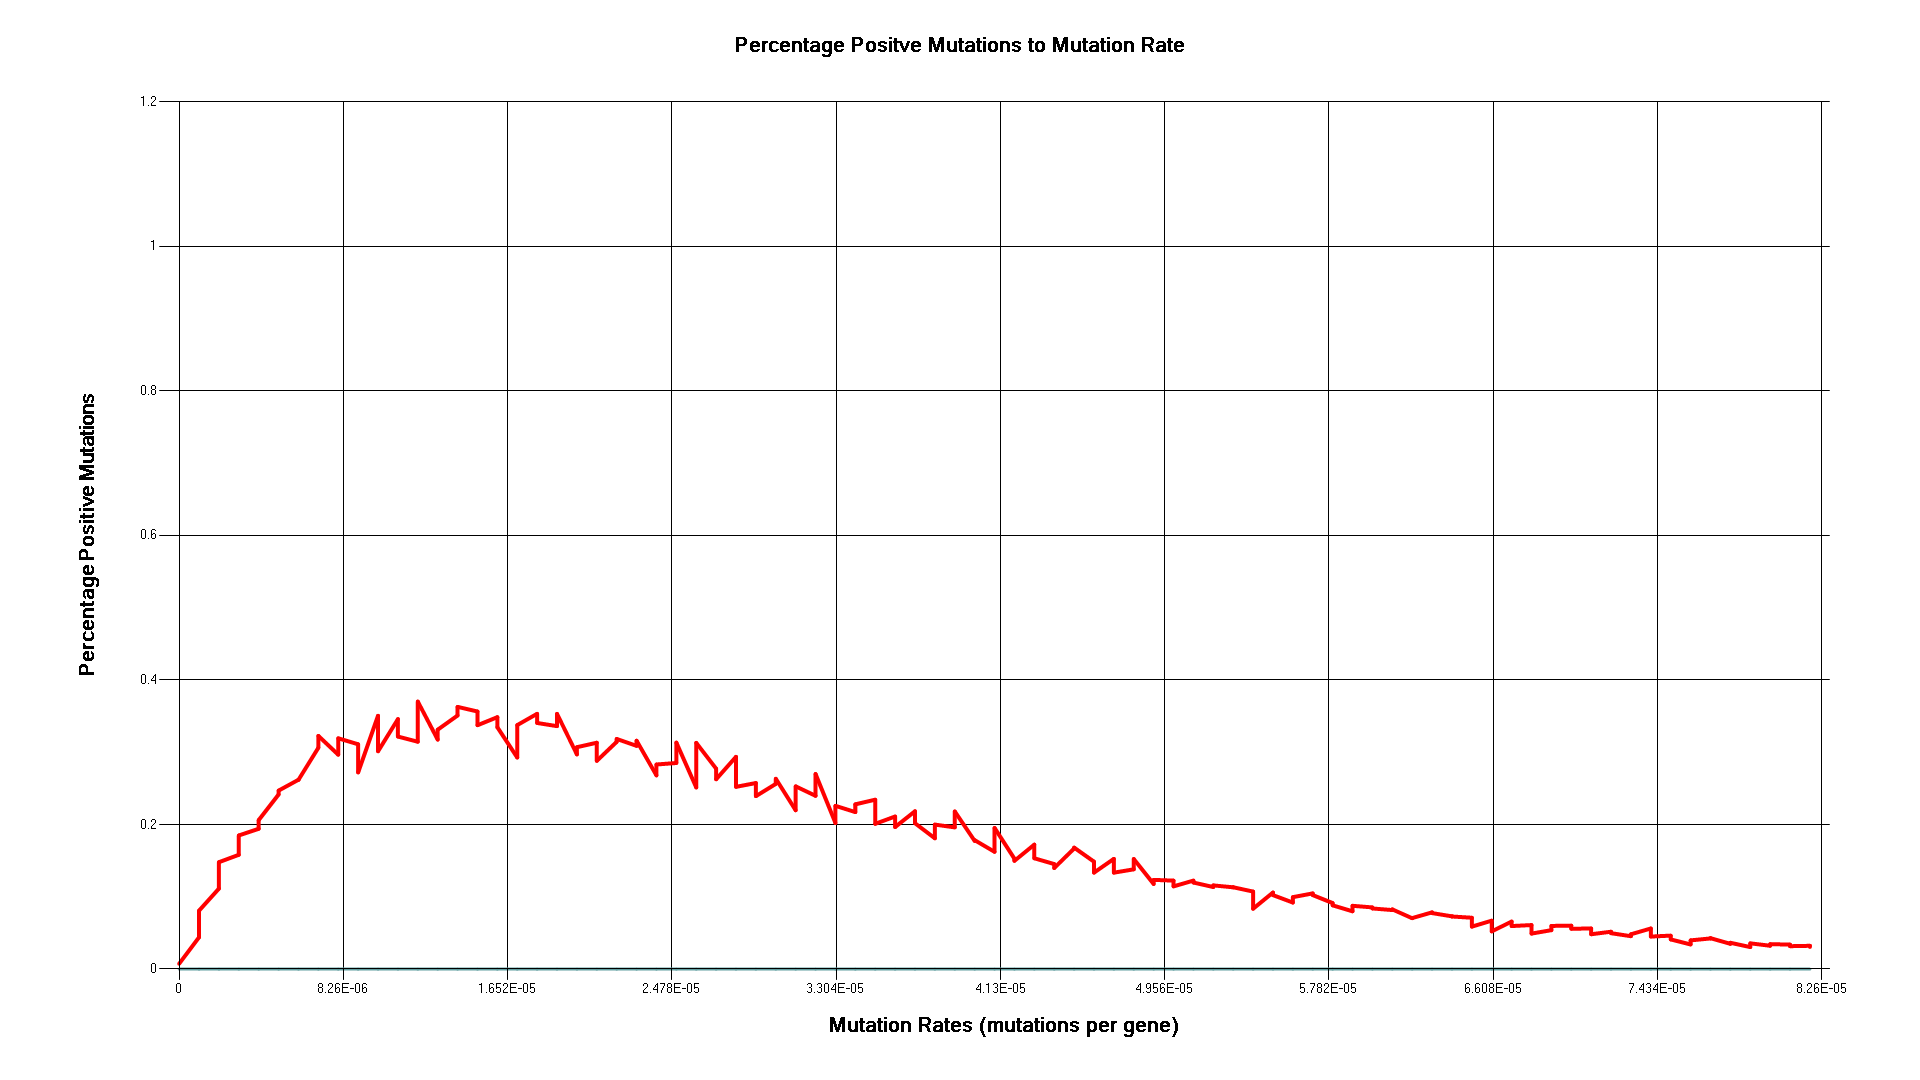 Percentage Positve Mutations to Mutation Rate
1.2
1
0.8
0.6
0.4
0.2
0
Percentage Positive Mutations
0 8.26E-06 1.652E-05 2.478E-05 3.304E-05 4.13E-05 4.956E-05 5.782E-05 6.608E-05 7.434E-05 8.26E-05
Mutation Rates (mutations per gene)